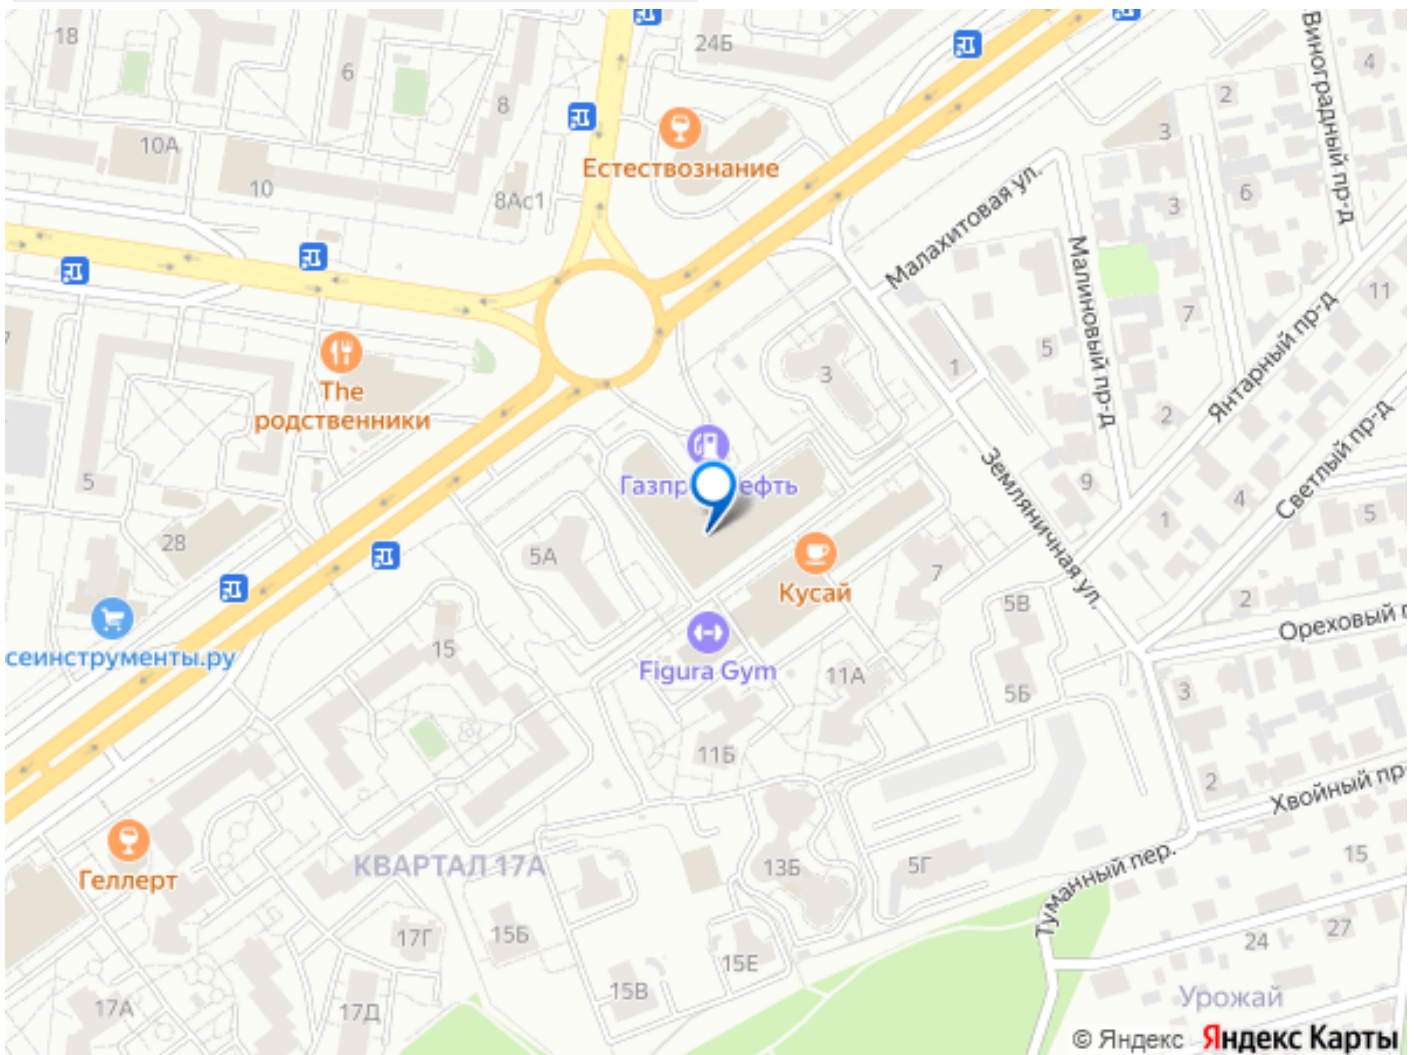 18
6
24Б
8
10А
10
8Ас1
Естествознание
2
4
3
Виноградный пр-д
6
3
Малахитовая ул.
Малиновый пр-д
7
11
5
1
3
2
Янтарный пр-д
The
родственники
5
28
Газпр
ефть
5А
Земляничная ул.
9
1
4
Светлый пр-д
5
Кусай
7
5В
2
Ореховый
сеинструменты.ру
15
Figura Gym
11А
5Б
3
11Б
2
Хвойный пр-
Геллерт
КВАРТАЛ 17А
13Б
5Г
Туманный пер.
15
17Г
15Б
15Е
24
27
17А
17Д
15В
Урожай
© Яндекс Яндекс Карты